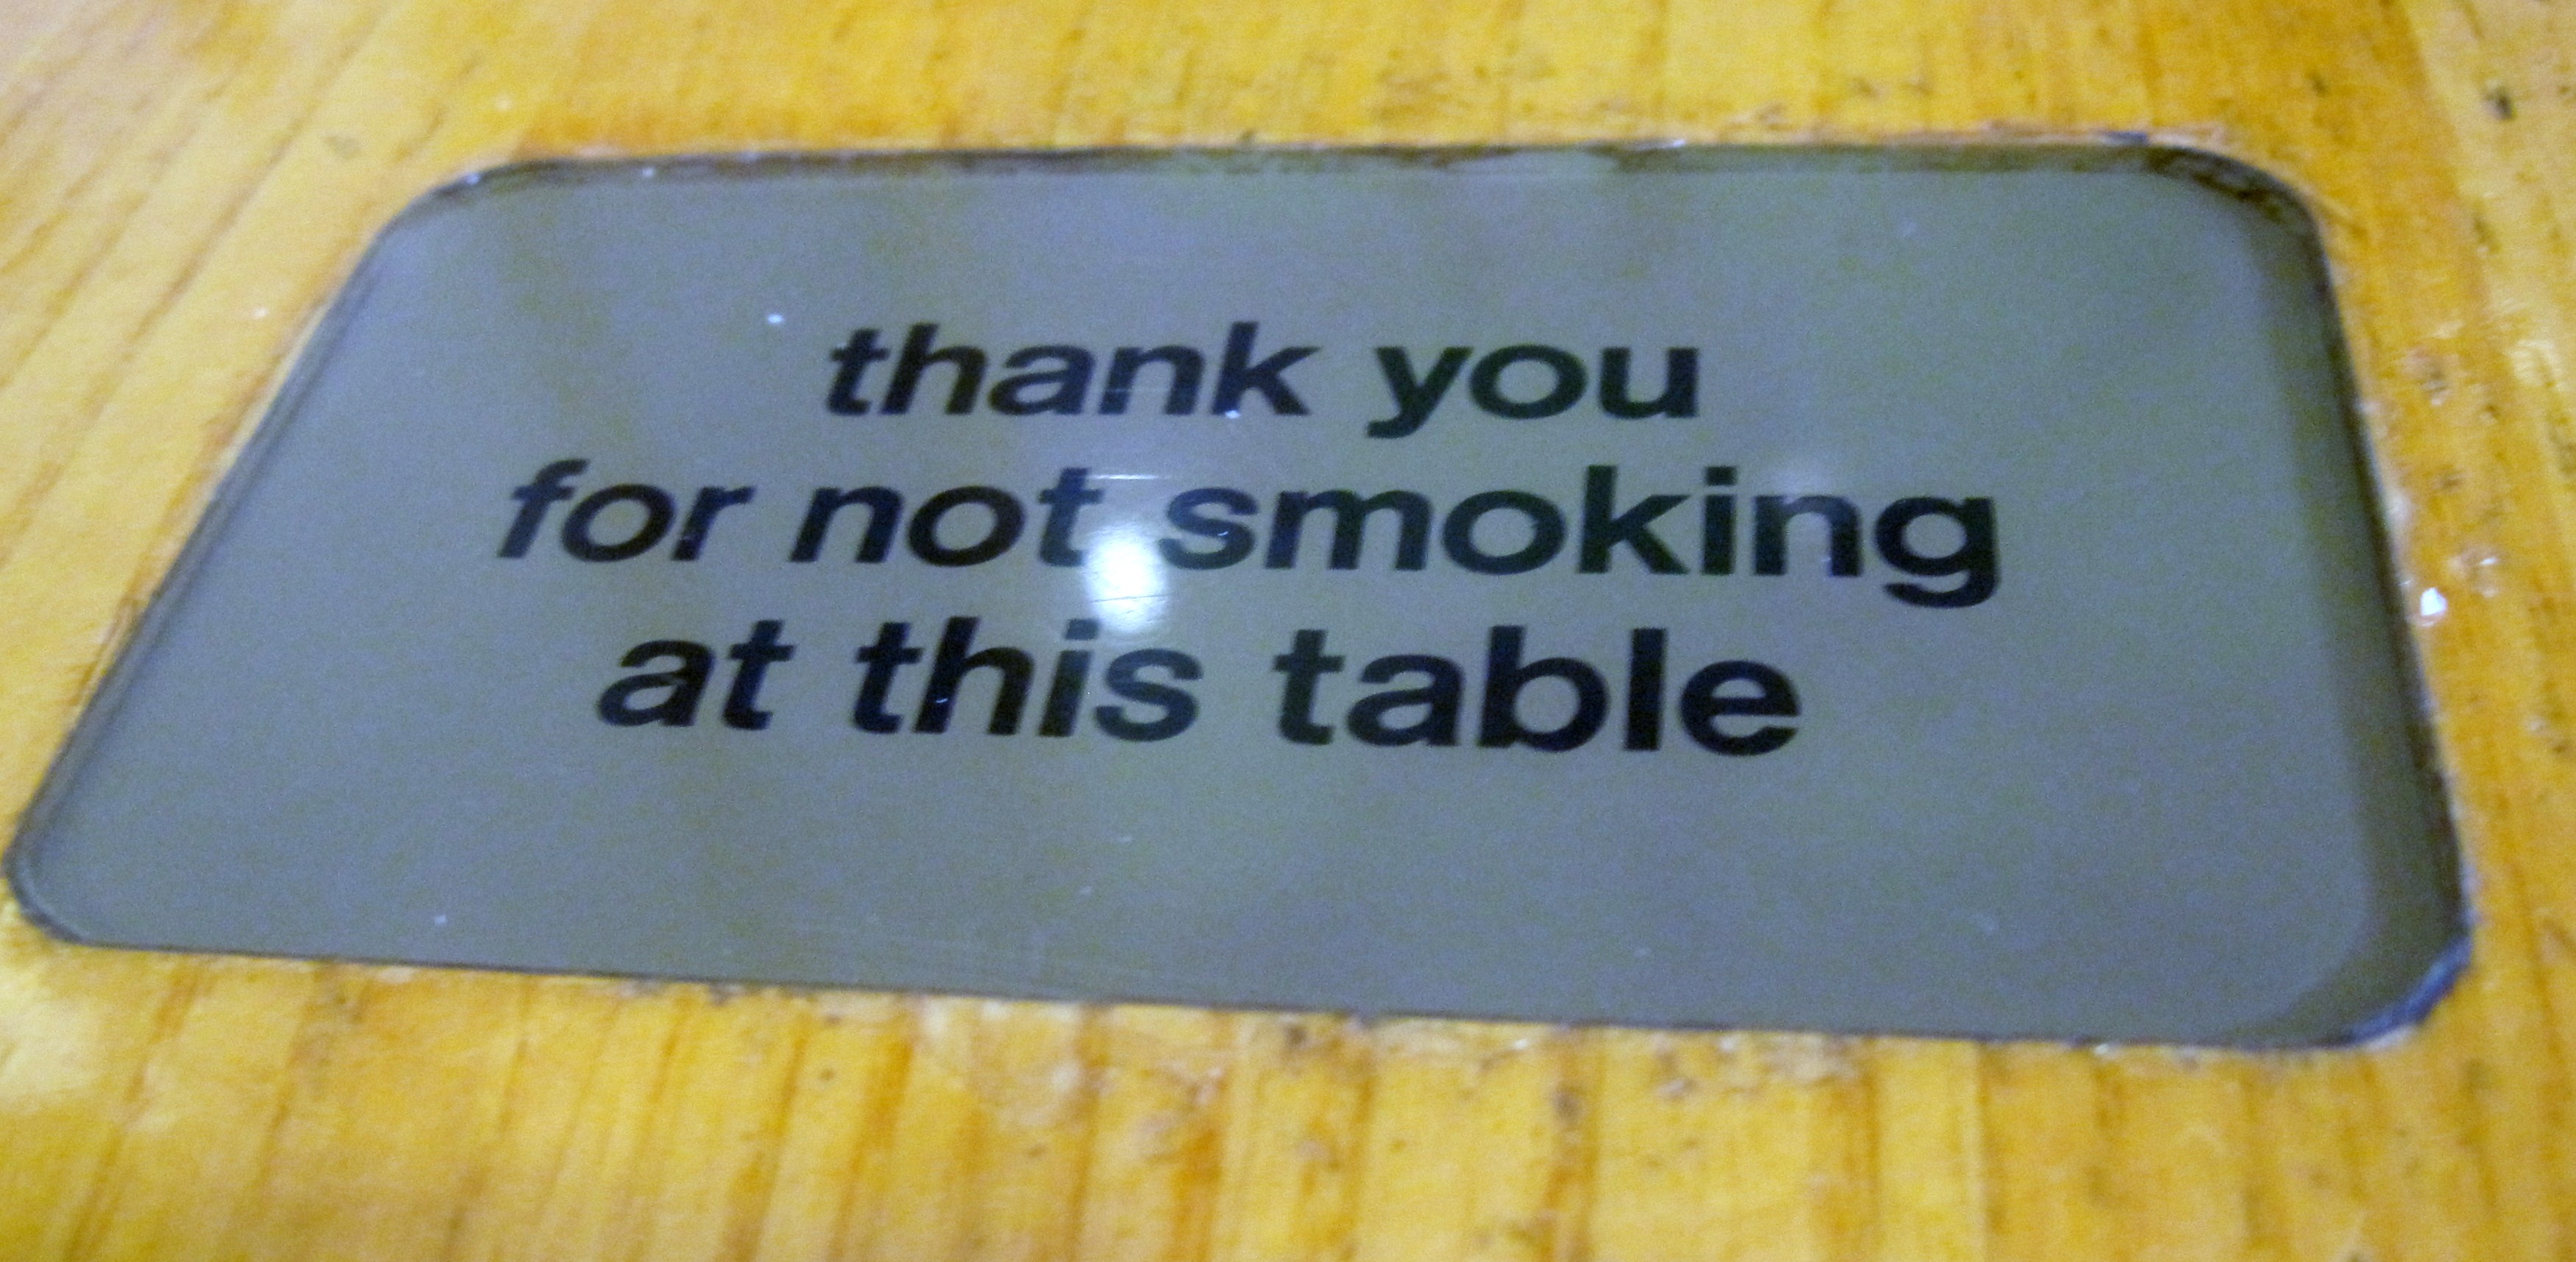 thank you
for not smoking
at this table